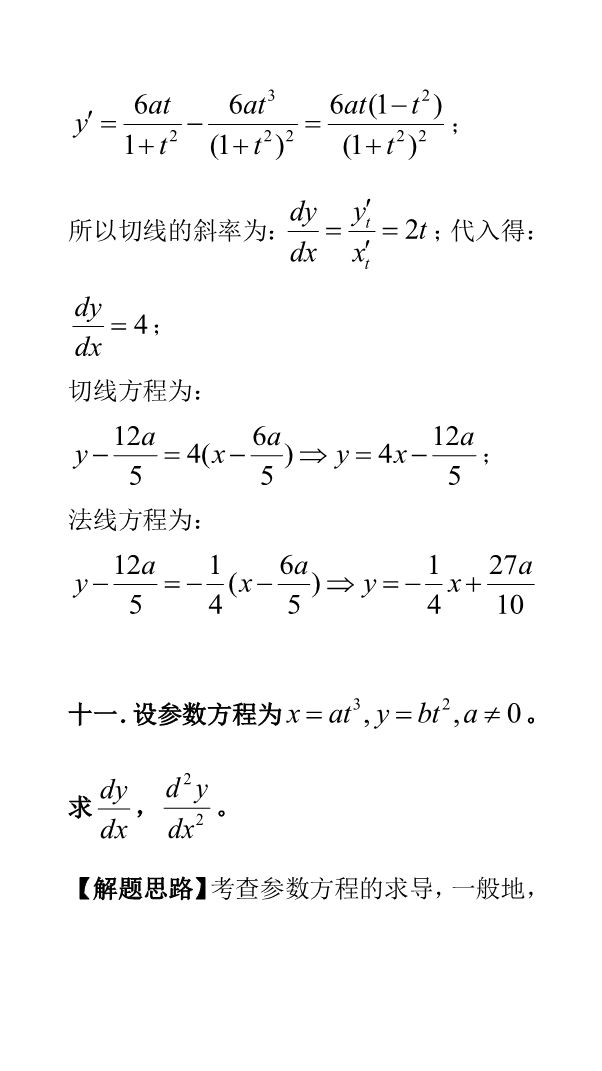 y′ = \frac{6at}{1+t^2} − \frac{6at^3}{(1+t^2)^2} = \frac{6at(1−t^2)}{(1+t^2)^2}；
所以切线的斜率为：\frac{dy}{dx} = \frac{y′_t}{x′_t} = 2t；代入得：
\frac{dy}{dx} = 4；
切线方程为：
y − \frac{12a}{5} = 4(x − \frac{6a}{5}) ⇒ y = 4x − \frac{12a}{5}；
法线方程为：
y − \frac{12a}{5} = −\frac{1}{4}(x − \frac{6a}{5}) ⇒ y = −\frac{1}{4}x + \frac{27a}{10}
十一．设参数方程为 x = at^3, y = bt^2, a ≠ 0。
求 \frac{dy}{dx}，\frac{d^2y}{dx^2}。
【解题思路】考查参数方程的求导，一般地，